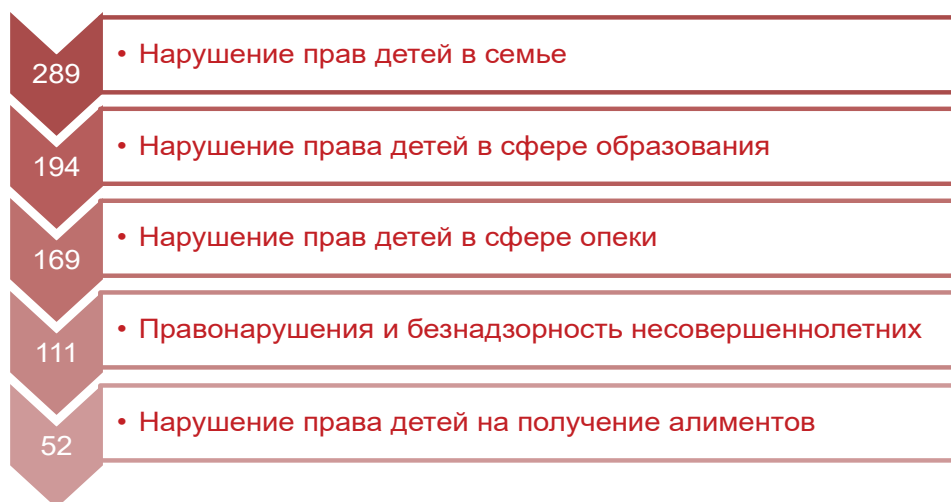 289
• Нарушение прав детей в семье
194
• Нарушение права детей в сфере образования
169
• Нарушение прав детей в сфере опеки
111
• Правонарушения и безнадзорность несовершеннолетних
52
• Нарушение права детей на получение алиментов